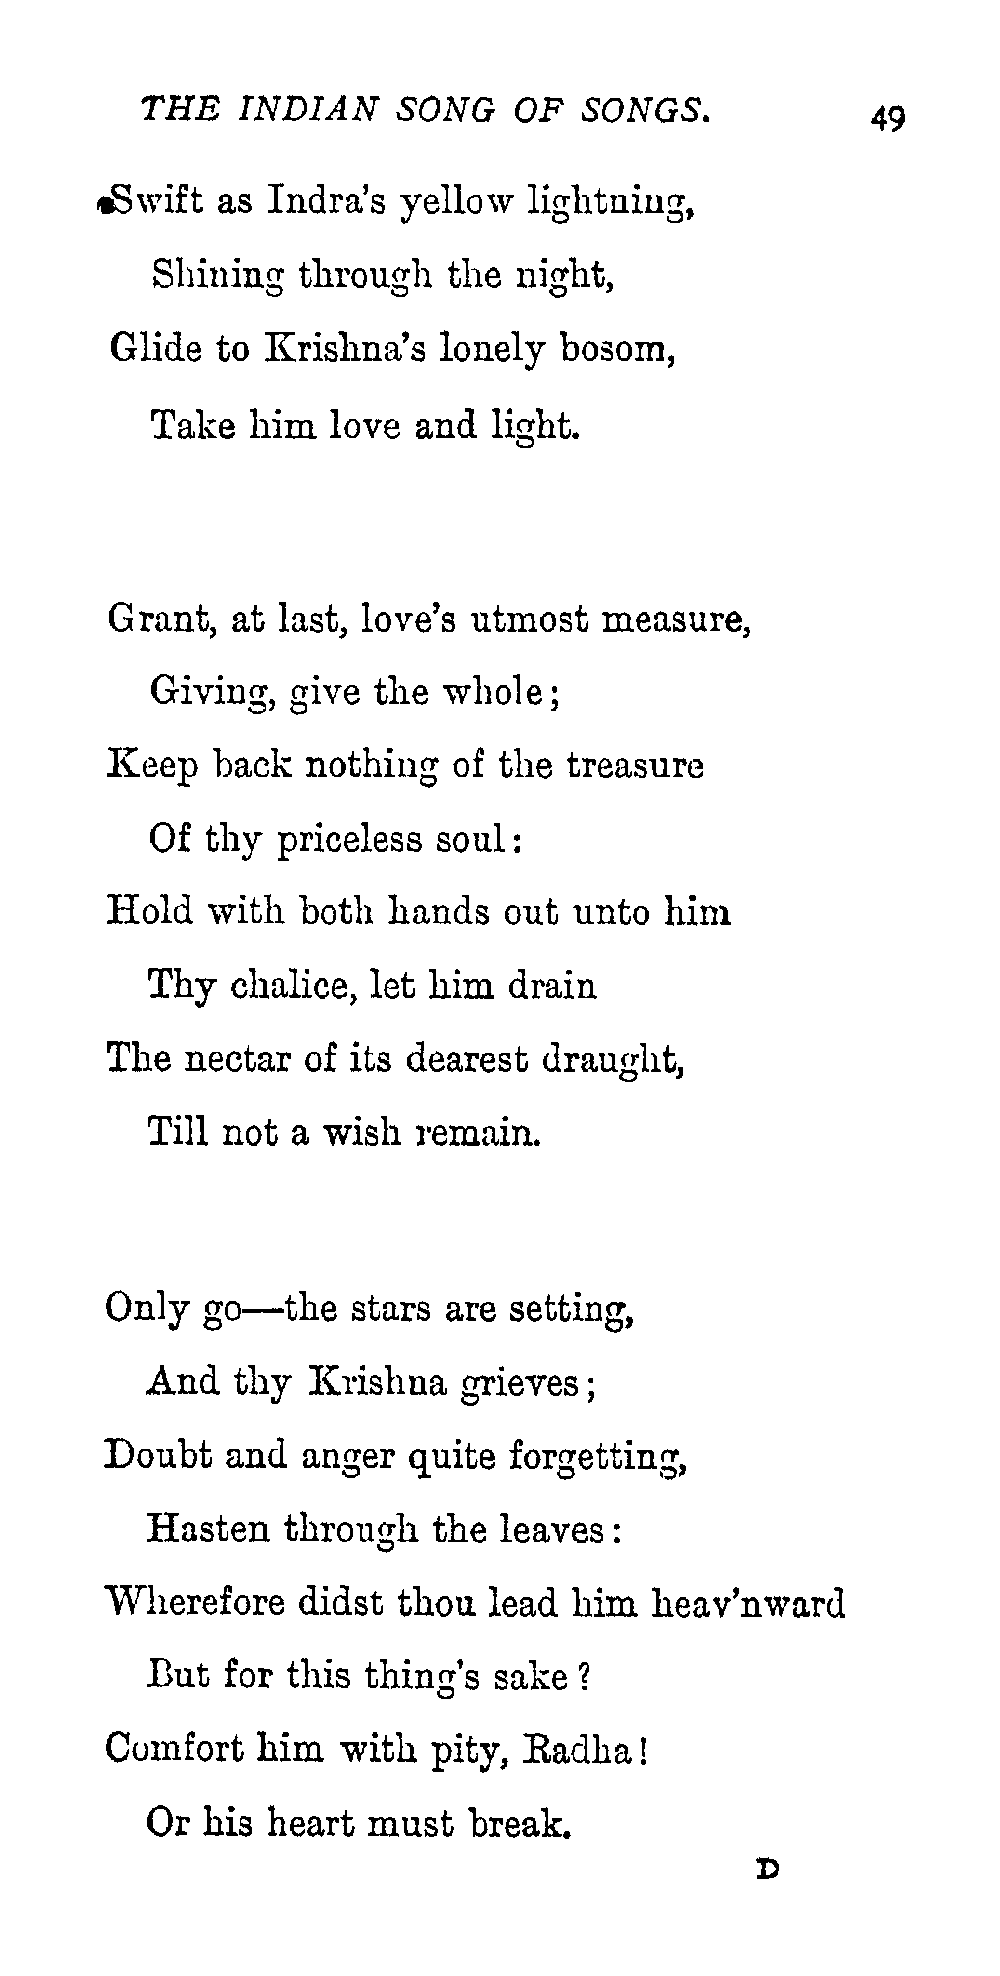 THE INDIAN SONG OF SONGS. 49
Swift as Indra's yellow lightning,
Shining through the night,
Glide to Krishna's lonely bosom,
Take him love and light.
Grant, at last, love's utmost measure,
Giving, give the whole;
Keep back nothing of the treasure
Of thy priceless soul:
Hold with both hands out unto him
Thy chalice, let him drain
The nectar of its dearest draught,
Till not a wish remain.
Only go—the stars are setting,
And thy Krishna grieves;
Doubt and anger quite forgetting,
Hasten through the leaves:
Wherefore didst thou lead him heav'nward
But for this thing's sake?
Comfort him with pity, Radha!
Or his heart must break.
D